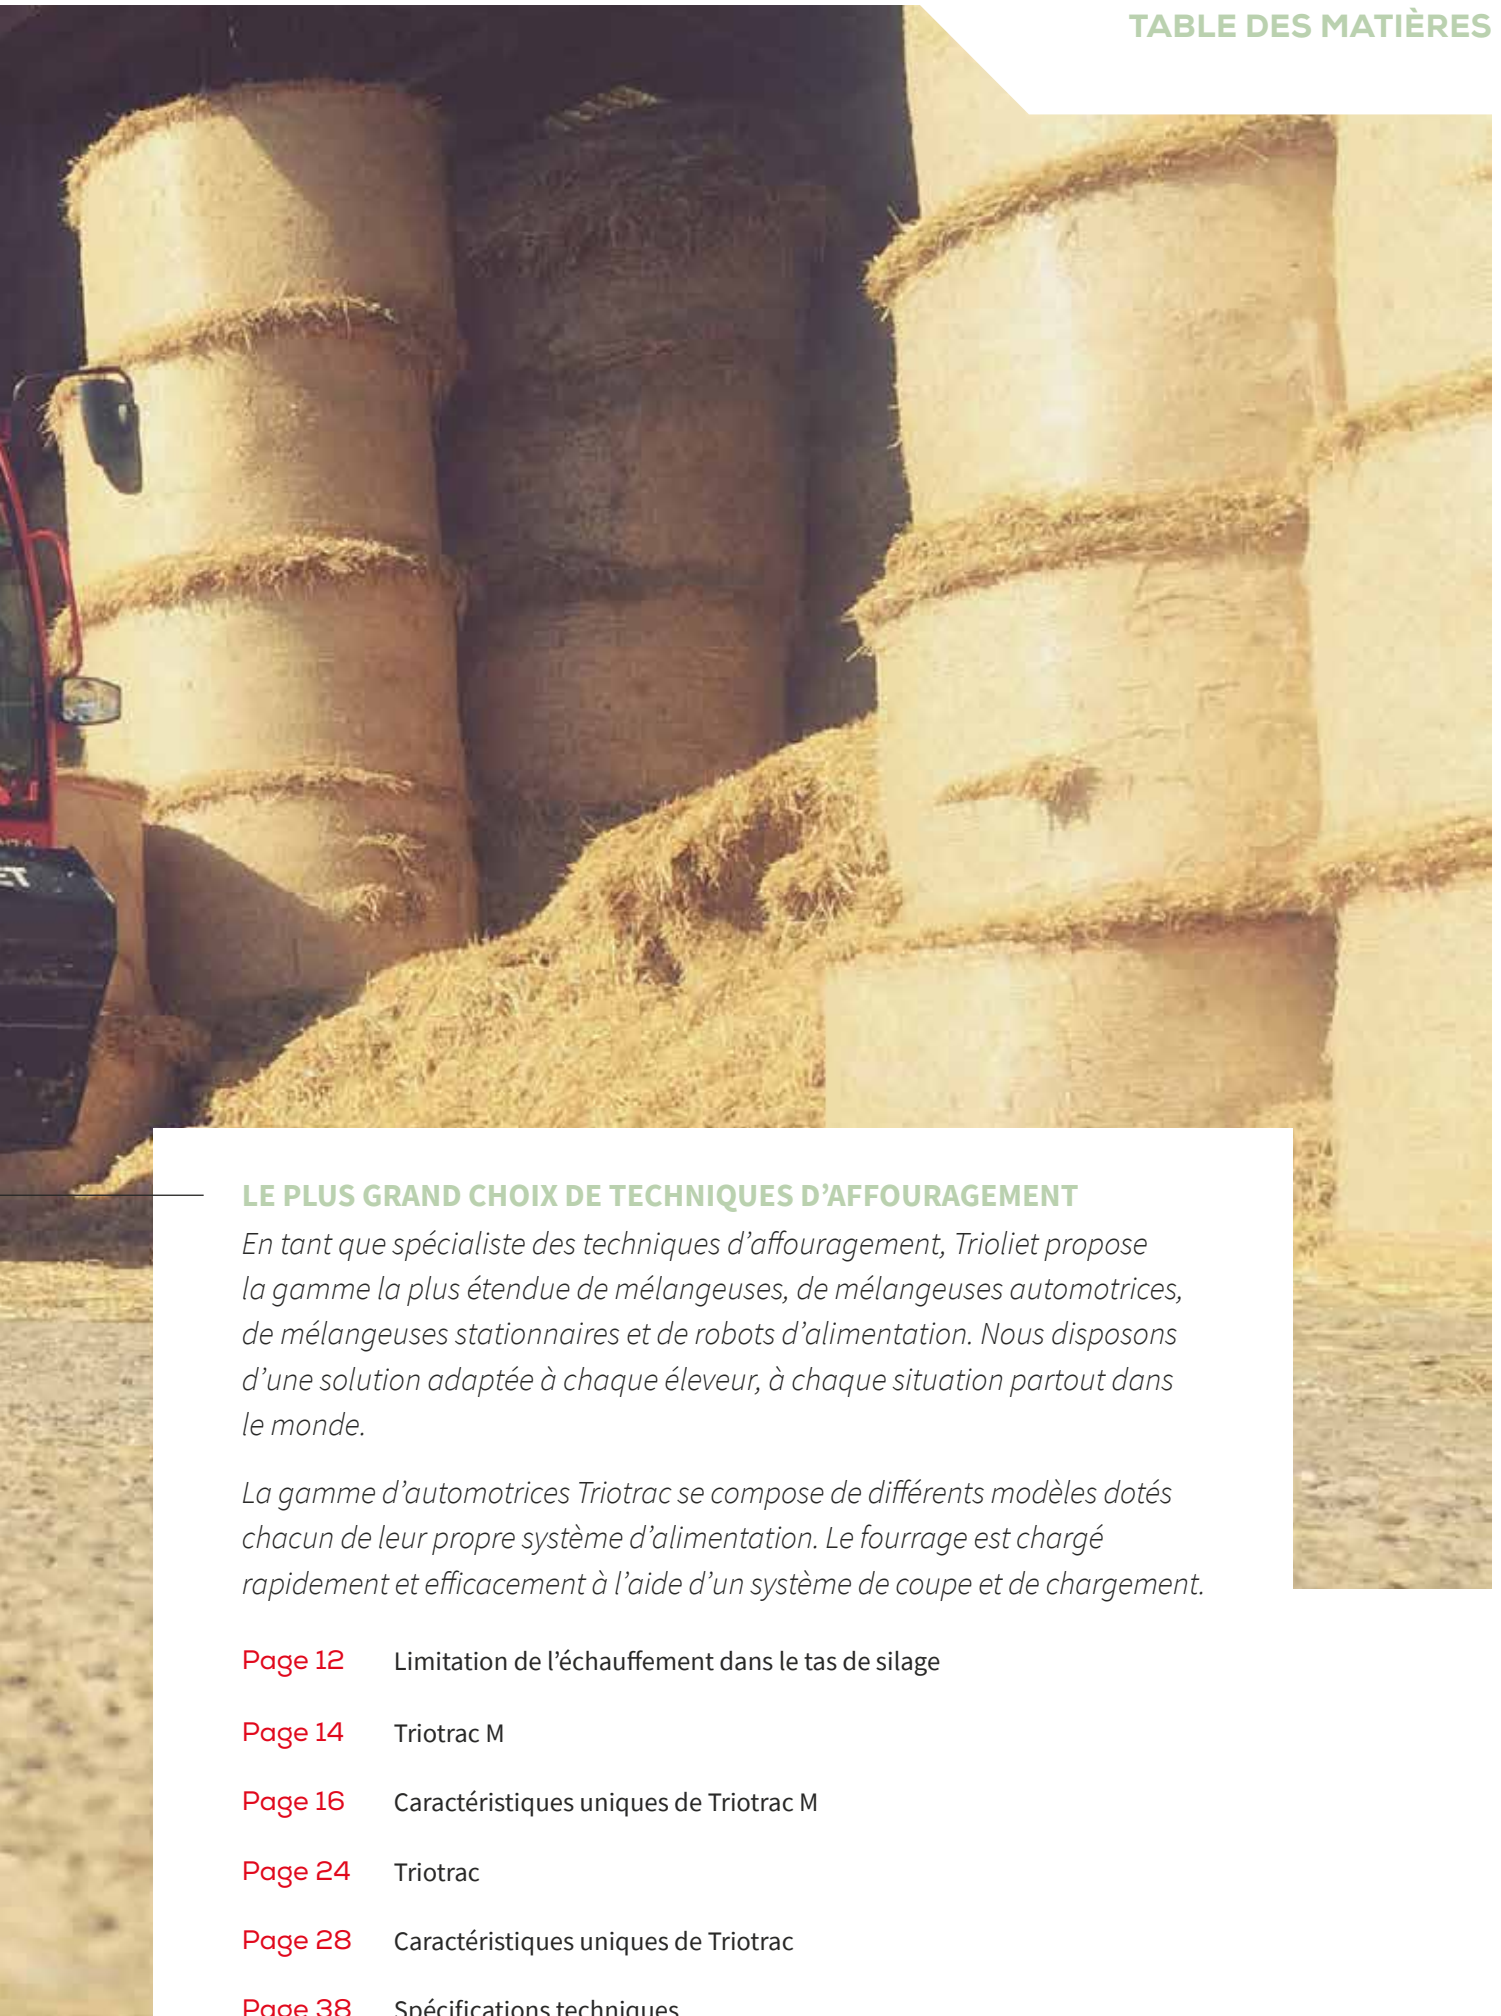 TABLE DES MATIÈRES
ET
LE PLUS GRAND CHOIX DE TECHNIQUES D’AFFOURAGEMENT
En tant que spécialiste des techniques d’affouragement, Trioliet propose
la gamme la plus étendue de mélangeuses, de mélangeuses automotrices,
de mélangeuses stationnaires et de robots d’alimentation. Nous disposons
d’une solution adaptée à chaque éleveur, à chaque situation partout dans
le monde.
La gamme d’automotrices Triotrac se compose de différents modèles dotés
chacun de leur propre système d’alimentation. Le fourrage est chargé
rapidement et efficacement à l’aide d’un système de coupe et de chargement.
Page 12 Limitation de l’échauffement dans le tas de silage
Page 14 Triotrac M
Page 16 Caractéristiques uniques de Triotrac M
Page 24 Triotrac
Page 28 Caractéristiques uniques de Triotrac
Page 38 Spécifications techniques